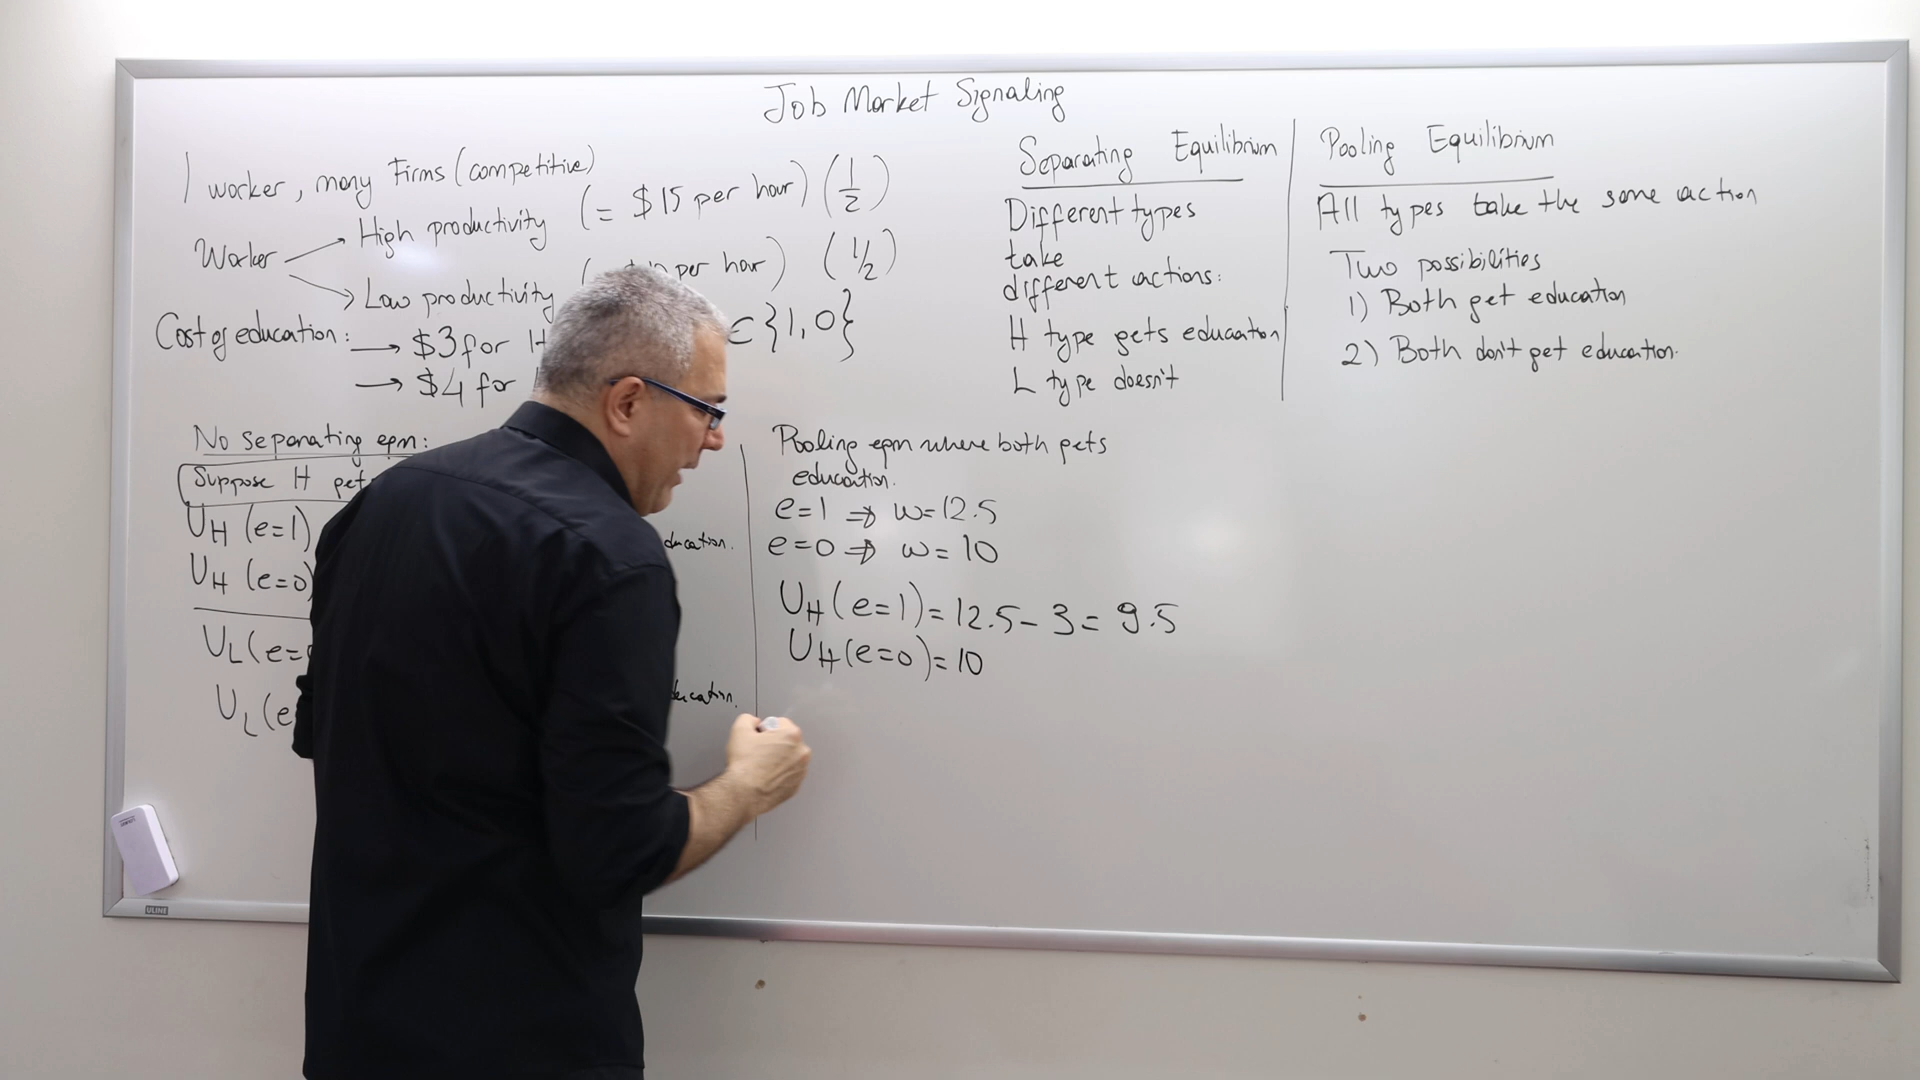 Job Market Signaling
1 worker, many Firms (competitive)
Worker
High productivity (= $15 per hour) (1/2)
Low productivity ( per hour) (1/2)
Cost of education: → $3 for H ∈ {1, 0}
→ $4 for
Separating Equilibrium
Different types
take
different actions:
H type gets education
L type doesn't
Pooling Equilibrium
All types take the same action
Two possibilities
1) Both get education
2) Both don't get education.
No separating eqm:
Suppose H get
U_H (e=1)
U_H (e=0)
ducation.
U_L (e=
U_L (e
ducation.
Pooling eqm where both gets
education.
e=1 ⇒ w=12.5
e=0 ⇒ w=10
U_H (e=1) = 12.5 - 3 = 9.5
U_H (e=0) = 10
ULINE